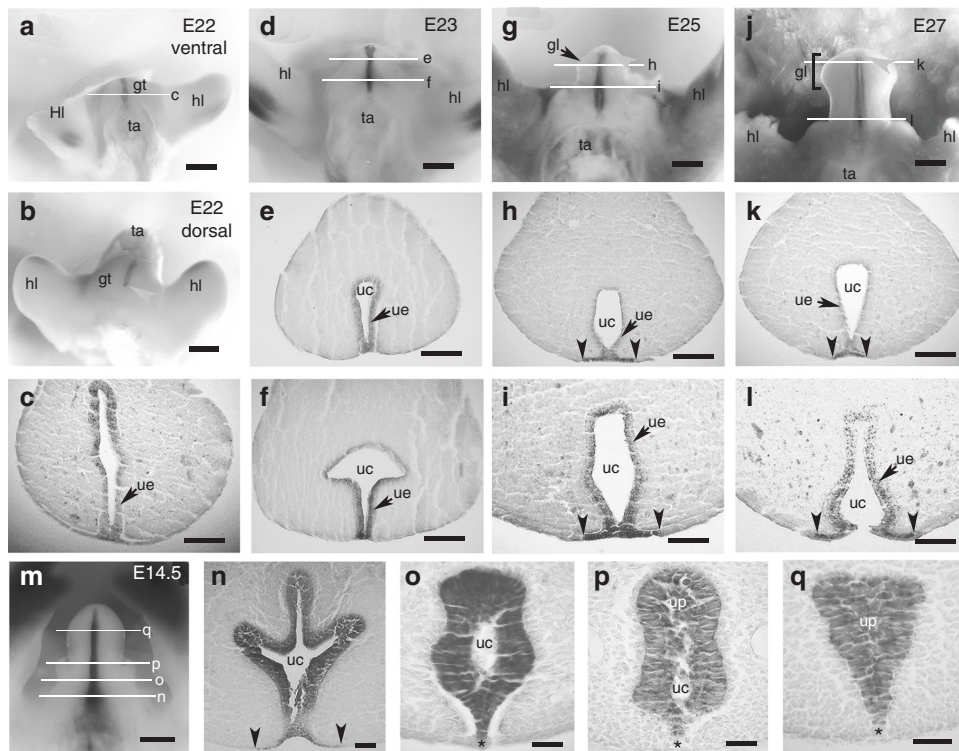 a E22 ventral gt c Hl hl ta
d E23 e hl f hl ta
g E25 gl h i hl hl ta
j E27 gl k l hl hl ta
b E22 dorsal ta hl gt hl
e uc ue
h uc ue
k uc ue
c ue
f uc ue
i ue uc
l ue uc
m E14.5 q p o n
n uc
o uc *
p up uc *
q up *